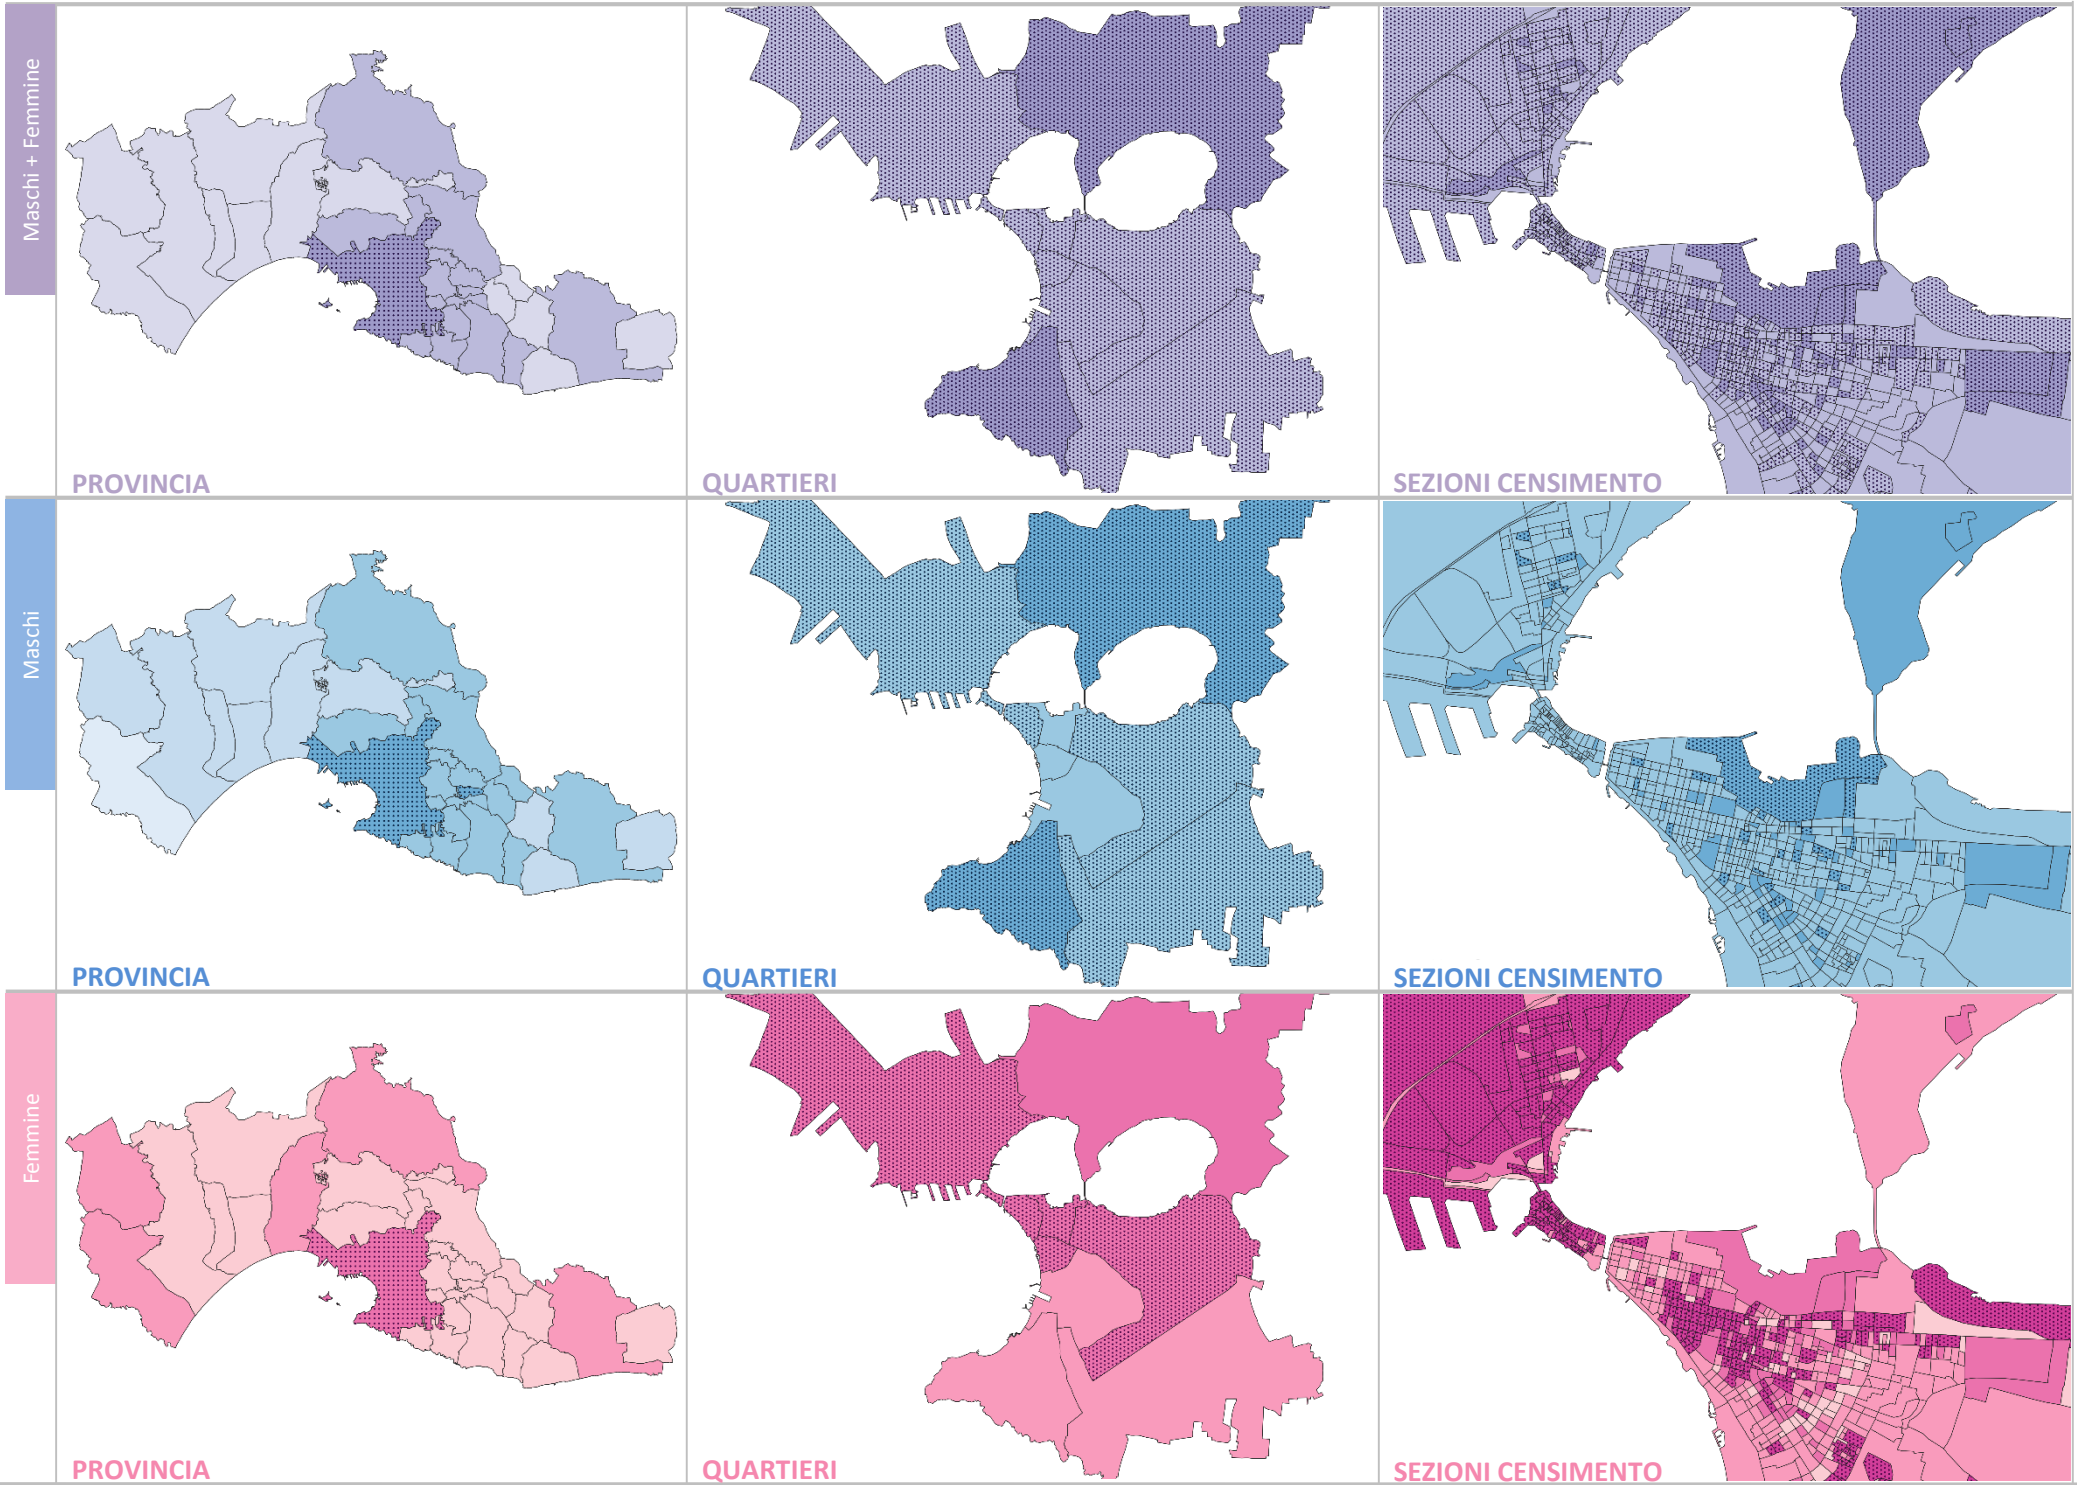 Maschi + Femmine
PROVINCIA
QUARTIERI
SEZIONI CENSIMENTO
Maschi
PROVINCIA
QUARTIERI
SEZIONI CENSIMENTO
Femmine
PROVINCIA
QUARTIERI
SEZIONI CENSIMENTO